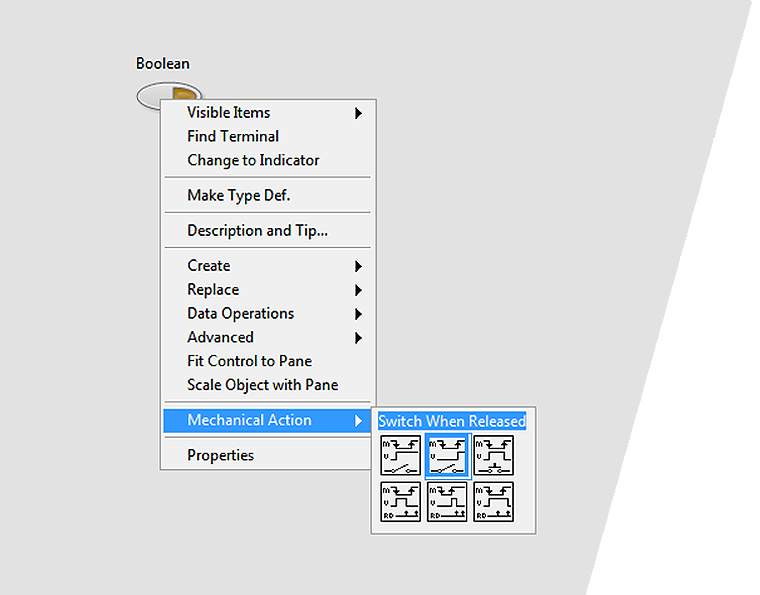 Boolean
Visible Items
Find Terminal
Change to Indicator
Make Type Def.
Description and Tip...
Create
Replace
Data Operations
Advanced
Fit Control to Pane
Scale Object with Pane
Mechanical Action
Switch When Released
m m m
v v v
Properties
m m m
v v v
RD RD RD